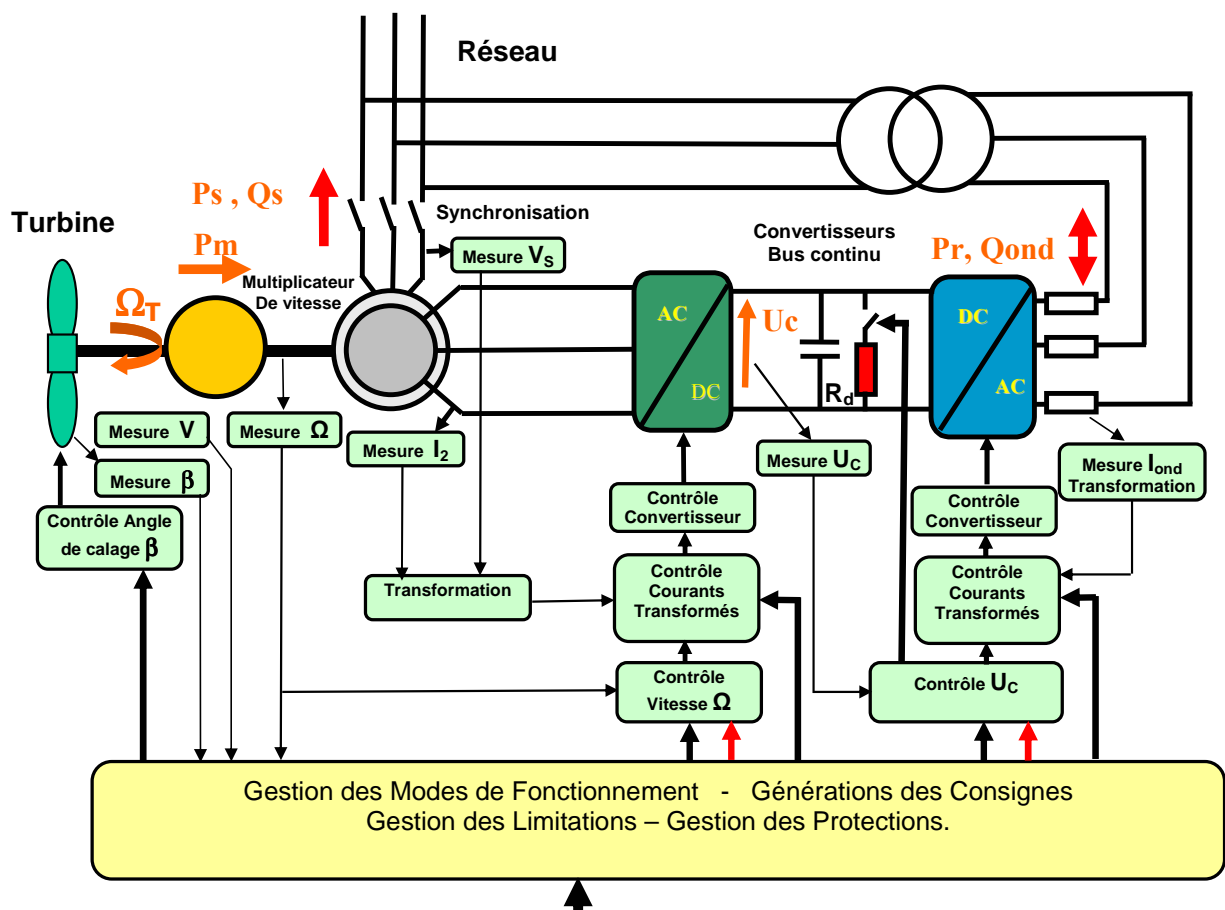 Réseau
Ps , Qs
Synchronisation
Turbine
Pm
Multiplicateur
De vitesse
Mesure VS
Convertisseurs
Bus continu
Pr, Qond
ΩT
AC
DC
Uc
Rd
DC
AC
Mesure V
Mesure Ω
Mesure I2
Mesure UC
Mesure Iond
Transformation
Mesure β
Contrôle Angle
de calage β
Contrôle
Convertisseur
Contrôle
Convertisseur
Transformation
Contrôle
Courants
Transformés
Contrôle
Courants
Transformés
Contrôle
Vitesse Ω
Contrôle UC
Gestion des Modes de Fonctionnement - Générations des Consignes
Gestion des Limitations – Gestion des Protections.